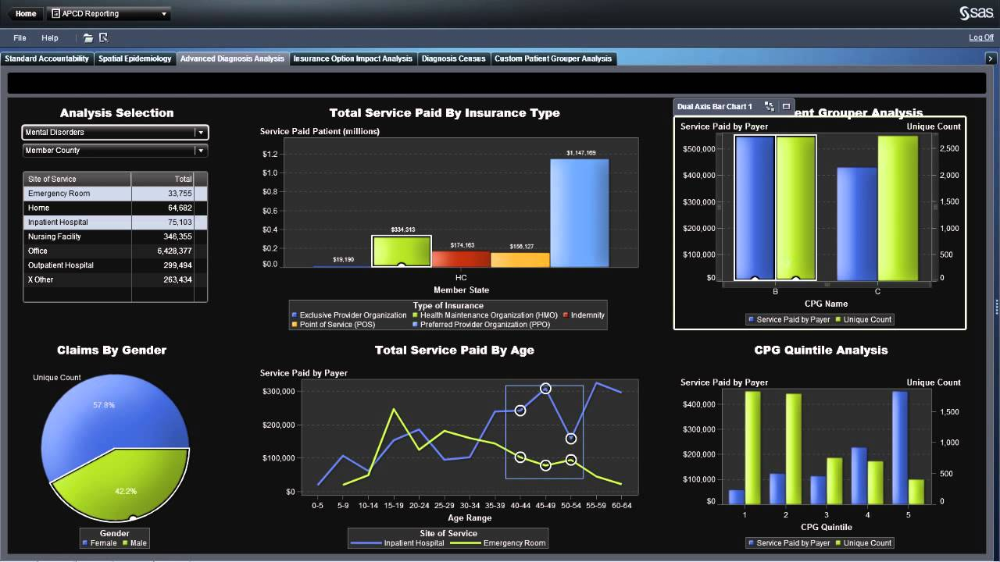 Home
APCD Reporting
sas
File Help
Log Off
Standard Accountability Spatial Epidemiology Advanced Diagnosis Analysis Insurance Option Impact Analysis Diagnosis Census Custom Patient Grouper Analysis
Analysis Selection
Mental Disorders
Member County
Site of Service Total
Emergency Room 33,755
Home 64,682
Inpatient Hospital 75,103
Nursing Facility 346,355
Office 6,428,377
Outpatient Hospital 299,494
X Other 263,434
Total Service Paid By Insurance Type
Service Paid Patient (millions)
$1.2
$1.0
$0.8
$0.6
$0.4
$0.2
$0.0
$19,190
$334,313
$174,163
$156,127
$1,147,169
HC
Member State
Type of Insurance
Exclusive Provider Organization Health Maintenance Organization (HMO) Indemnity
Point of Service (POS) Preferred Provider Organization (PPO)
Dual Axis Bar Chart 1
ent Grouper Analysis
Service Paid by Payer Unique Count
$500,000 2,500
$400,000 2,000
$300,000 1,500
$200,000 1,000
$100,000 500
$0 0
B C
CPG Name
Service Paid by Payer Unique Count
Claims By Gender
Unique Count
57.8%
42.2%
Gender
Female Male
Total Service Paid By Age
Service Paid by Payer
$300,000
$200,000
$100,000
$0
0-5 5-9 10-14 15-19 20-24 25-29 30-34 35-39 40-44 45-49 50-54 55-59 60-64
Age Range
Site of Service
Inpatient Hospital Emergency Room
CPG Quintile Analysis
Service Paid by Payer Unique Count
$400,000 1,500
$300,000 1,000
$200,000 500
$100,000 0
$0
1 2 3 4 5
CPG Quintile
Service Paid by Payer Unique Count